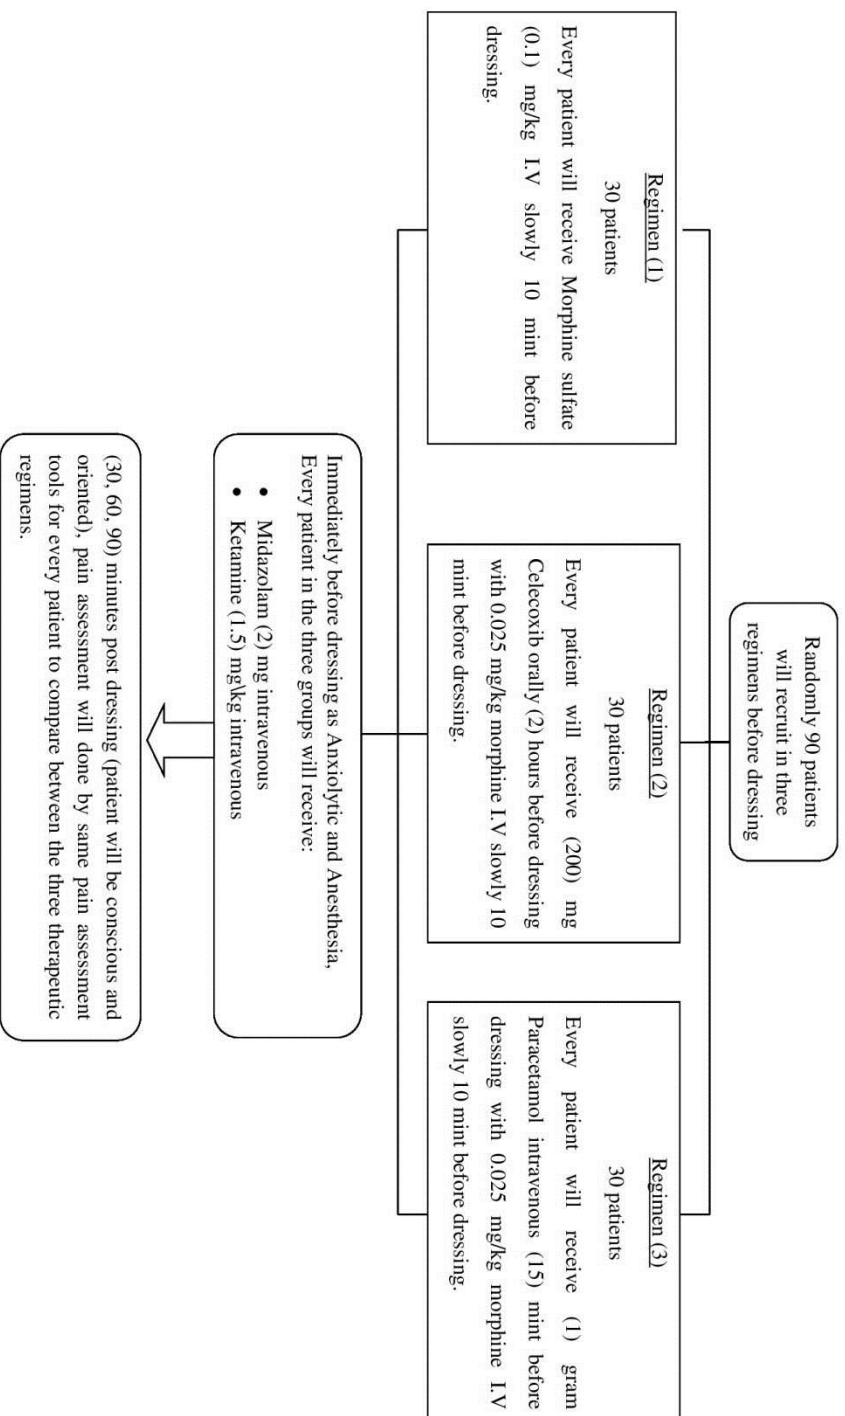 Randomly 90 patients
will recruit in three
regimens before dressing
Regimen (1)
30 patients
Every patient will receive Morphine sulfate
(0.1) mg/kg I.V slowly 10 mint before
dressing.
Regimen (2)
30 patients
Every patient will receive (200) mg
Celecoxib orally (2) hours before dressing
with 0.025 mg/kg morphine I.V slowly 10
mint before dressing.
Regimen (3)
30 patients
Every patient will receive (1) gram
Paracetamol intravenous (15) mint before
dressing with 0.025 mg/kg morphine I.V
slowly 10 mint before dressing.
Immediately before dressing as Anxiolytic and Anesthesia,
Every patient in the three groups will receive:
• Midazolam (2) mg intravenous
• Ketamine (1.5) mg\kg intravenous
(30, 60, 90) minutes post dressing (patient will be conscious and
oriented), pain assessment will done by same pain assessment
tools for every patient to compare between the three therapeutic
regimens.